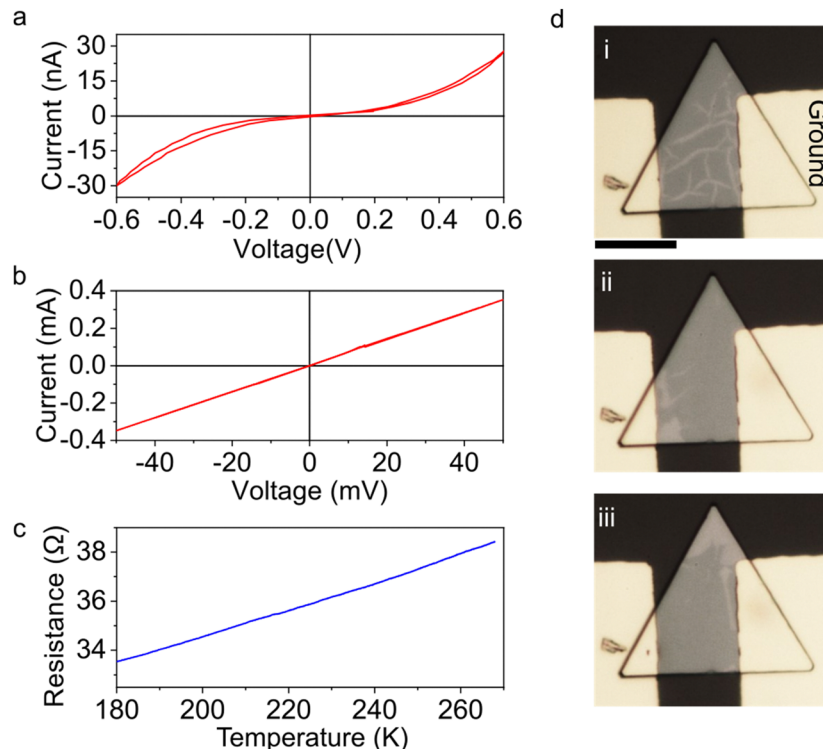 a
Current (nA)
30
15
0
-15
-30
-0.6 -0.4 -0.2 0.0 0.2 0.4 0.6
Voltage(V)
b
Current (mA)
0.4
0.2
0.0
-0.2
-0.4
-40 -20 0 20 40
Voltage (mV)
c
Resistance (Ω)
38
36
34
180 200 220 240 260
Temperature (K)
d
i
Ground
ii
iii